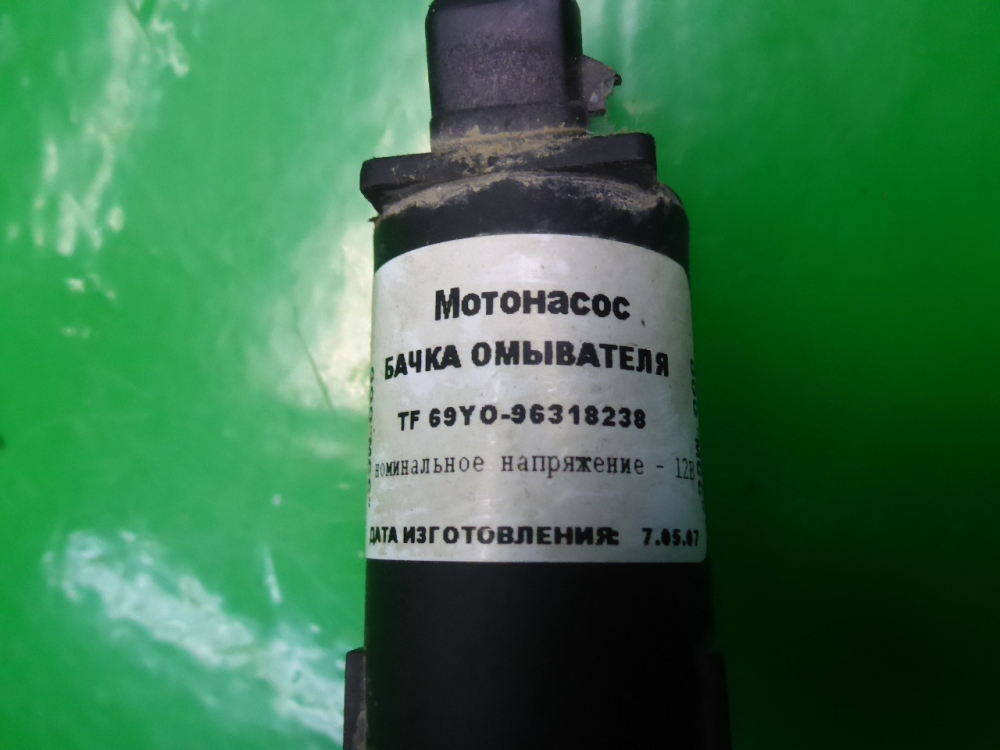 Мотонасос
БАЧКА ОМЫВАТЕЛЯ
TF 69YO-96318238
номинальное напряжение - 12В
ДАТА ИЗГОТОВЛЕНИЯ: 7.05.07